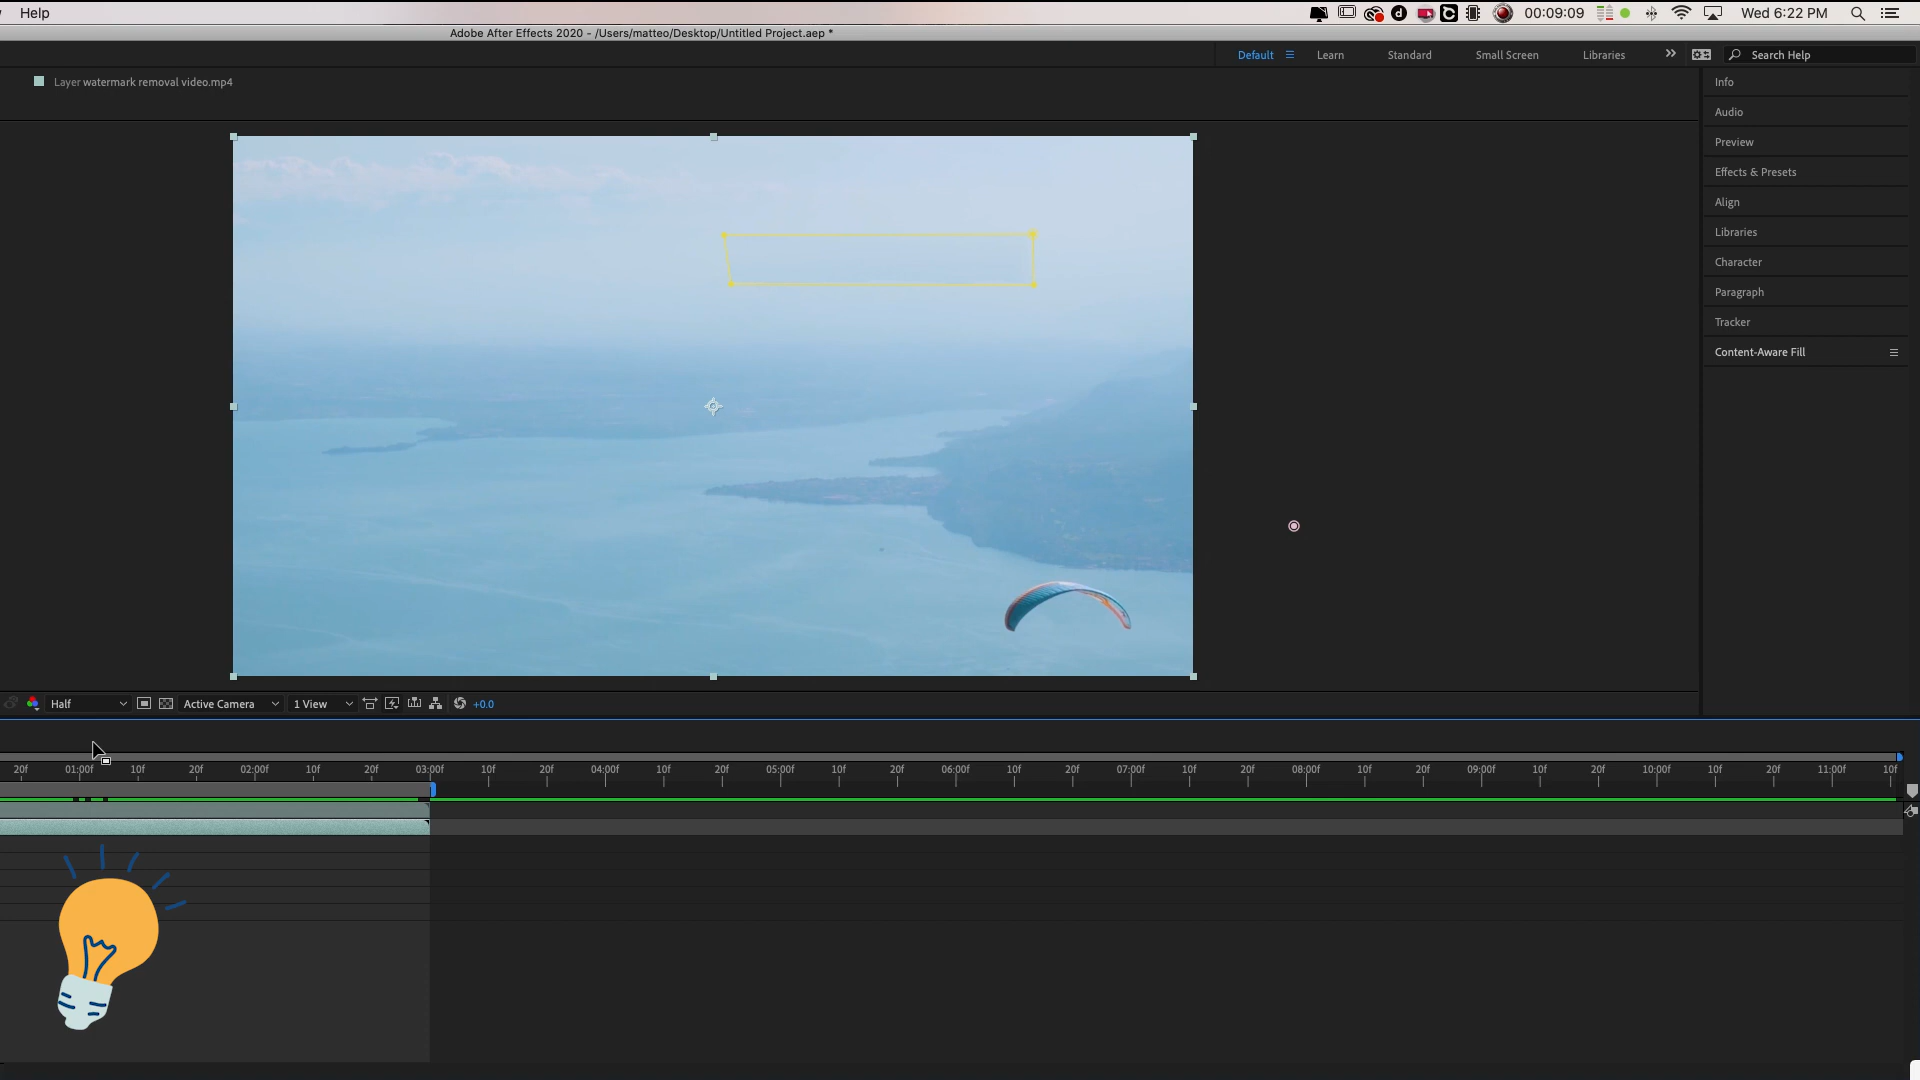 Help
00:09:09
Wed 6:22 PM
Adobe After Effects 2020 - /Users/matteo/Desktop/Untitled Project.aep *
Default
Learn
Standard
Small Screen
Libraries
Search Help
Layer watermark removal video.mp4
Info
Audio
Preview
Effects & Presets
Align
Libraries
Character
Paragraph
Tracker
Content-Aware Fill
Half
Active Camera
1 View
+0.0
20f 01:00f 10f 20f 02:00f 10f 20f 03:00f 10f 20f 04:00f 10f 20f 05:00f 10f 20f 06:00f 10f 20f 07:00f 10f 20f 08:00f 10f 20f 09:00f 10f 20f 10:00f 10f 20f 11:00f 10f